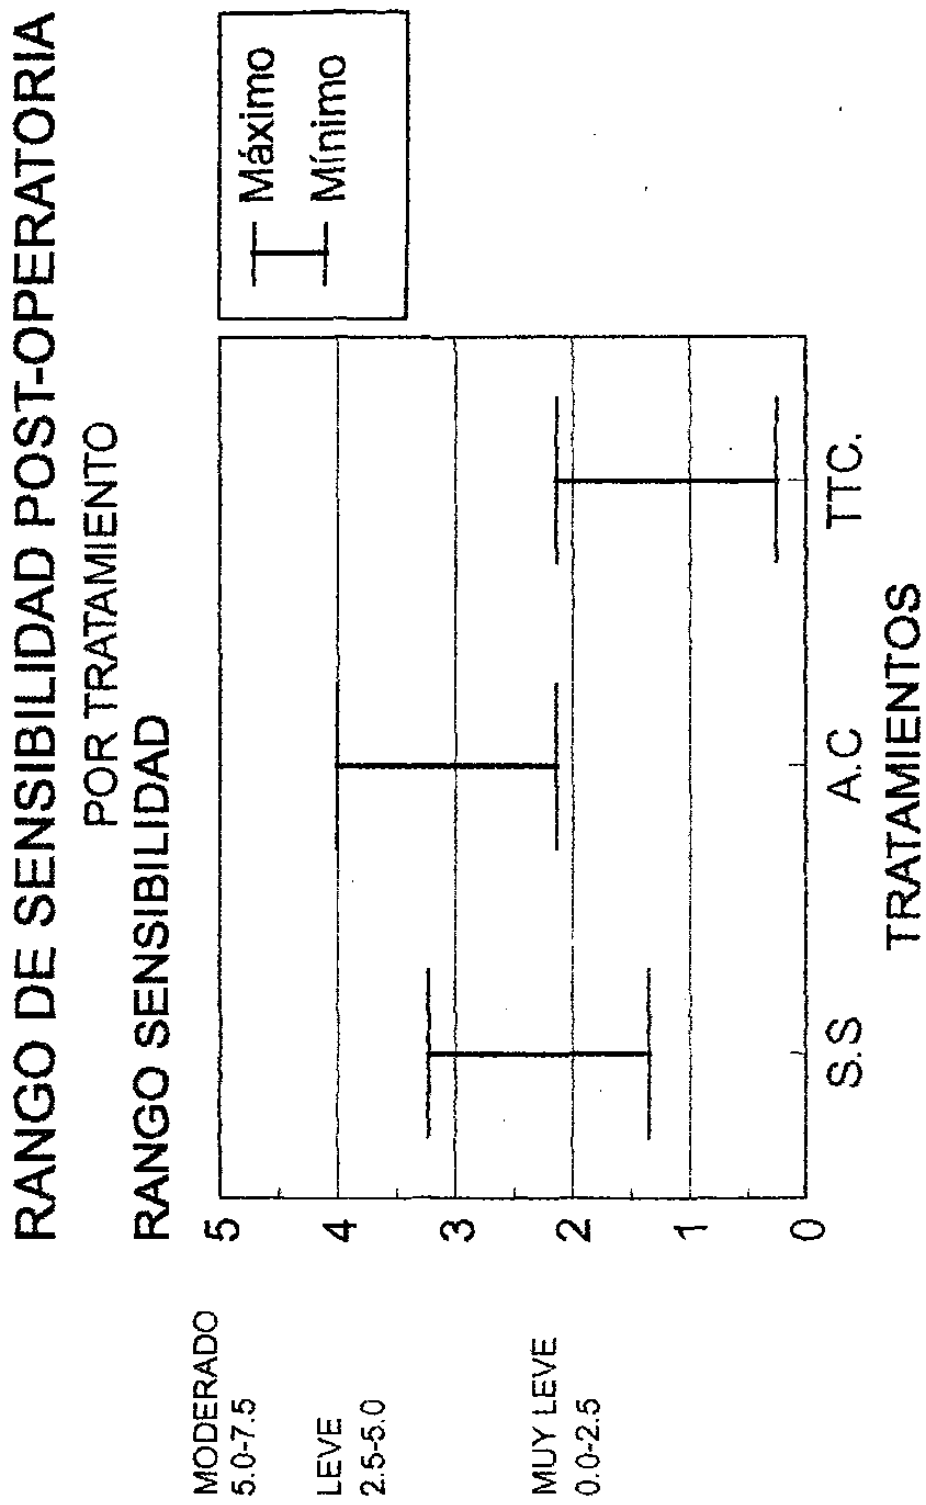 RANGO DE SENSIBILIDAD POST-OPERATORIA
POR TRATAMIENTO
RANGO SENSIBILIDAD
MODERADO
5.0-7.5
LEVE
2.5-5.0
MUY LEVE
0.0-2.5
5
4
3
2
1
0
S.S
A.C
TTC.
TRATAMIENTOS
Máximo
Mínimo